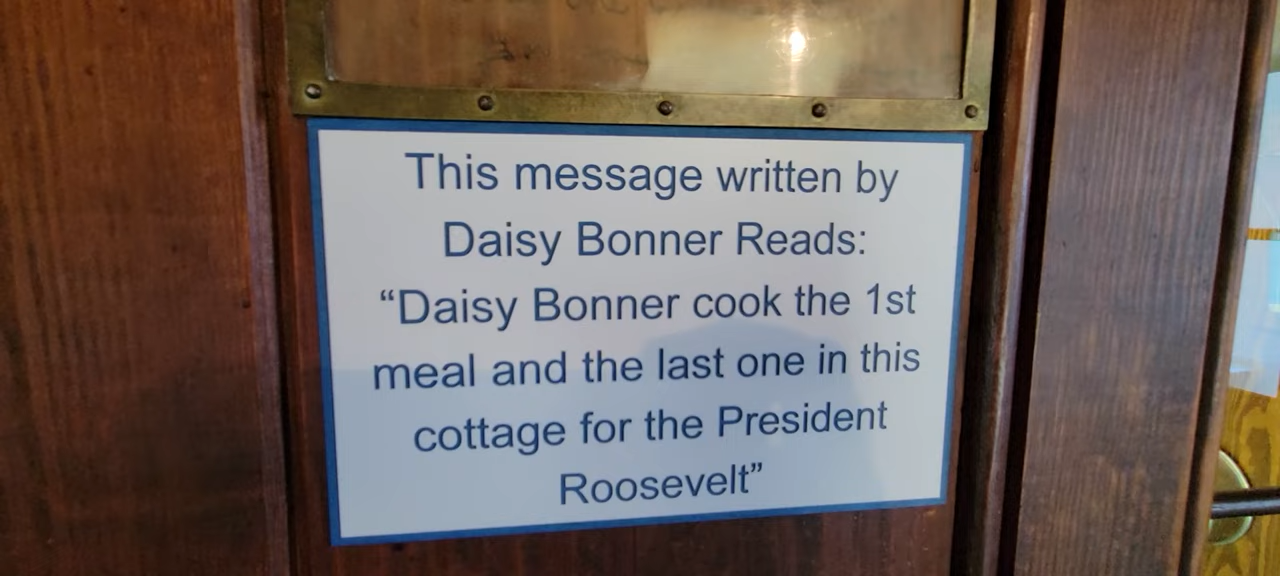 This message written by
Daisy Bonner Reads:
“Daisy Bonner cook the 1st
meal and the last one in this
cottage for the President
Roosevelt”